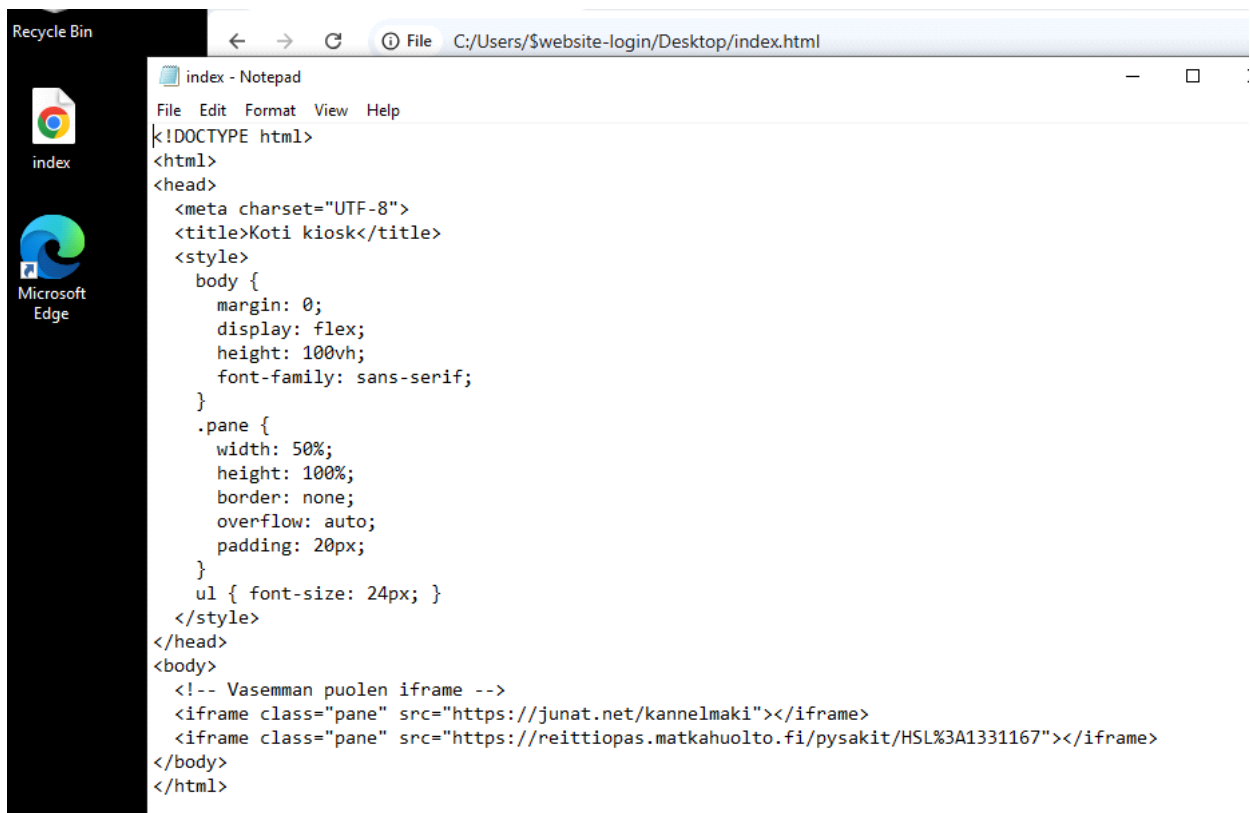 Recycle Bin
File C:/Users/$website-login/Desktop/index.html
index - Notepad
File Edit Format View Help
index
Microsoft
Edge
<!DOCTYPE html>
<html>
<head>
  <meta charset="UTF-8">
  <title>Koti kiosk</title>
  <style>
    body {
      margin: 0;
      display: flex;
      height: 100vh;
      font-family: sans-serif;
    }
    .pane {
      width: 50%;
      height: 100%;
      border: none;
      overflow: auto;
      padding: 20px;
    }
    ul { font-size: 24px; }
  </style>
</head>
<body>
  <!-- Vasemman puolen iframe -->
  <iframe class="pane" src="https://junat.net/kannelmaki"></iframe>
  <iframe class="pane" src="https://reittiopas.matkahuolto.fi/pysakit/HSL%3A1331167"></iframe>
</body>
</html>